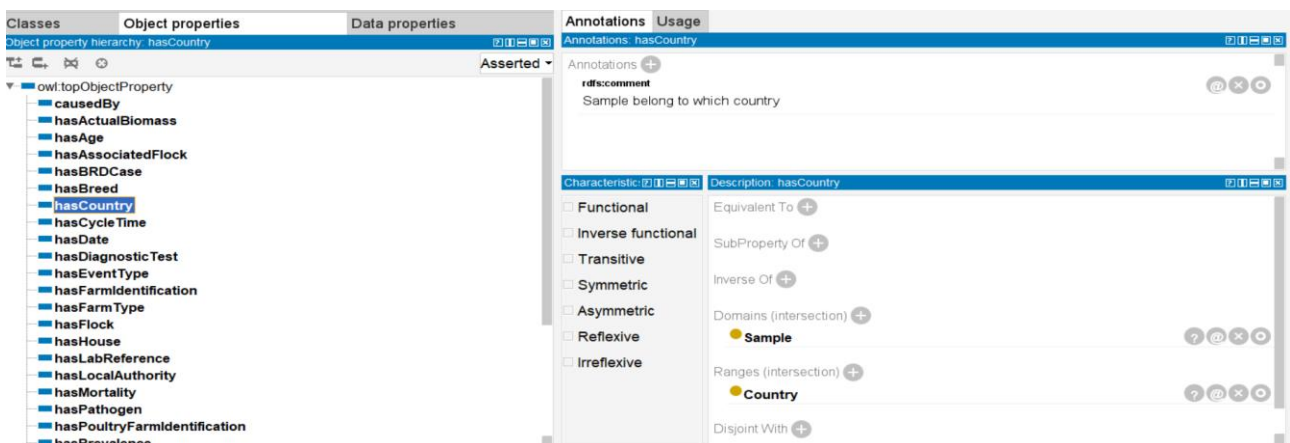 Classes Object properties Data properties
Object property hierarchy: hasCountry
Asserted
owl:topObjectProperty
causedBy
hasActualBiomass
hasAge
hasAssociatedFlock
hasBRDCase
hasBreed
hasCountry
hasCycleTime
hasDate
hasDiagnosticTest
hasEventType
hasFarmIdentification
hasFarmType
hasFlock
hasHouse
hasLabReference
hasLocalAuthority
hasMortality
hasPathogen
hasPoultryFarmIdentification
hasPrevalence
Annotations Usage
Annotations: hasCountry
Annotations
rdfs:comment
Sample belong to which country
Characteristic:
Functional
Inverse functional
Transitive
Symmetric
Asymmetric
Reflexive
Irreflexive
Description: hasCountry
Equivalent To
SubProperty Of
Inverse Of
Domains (intersection)
Sample
Ranges (intersection)
Country
Disjoint With